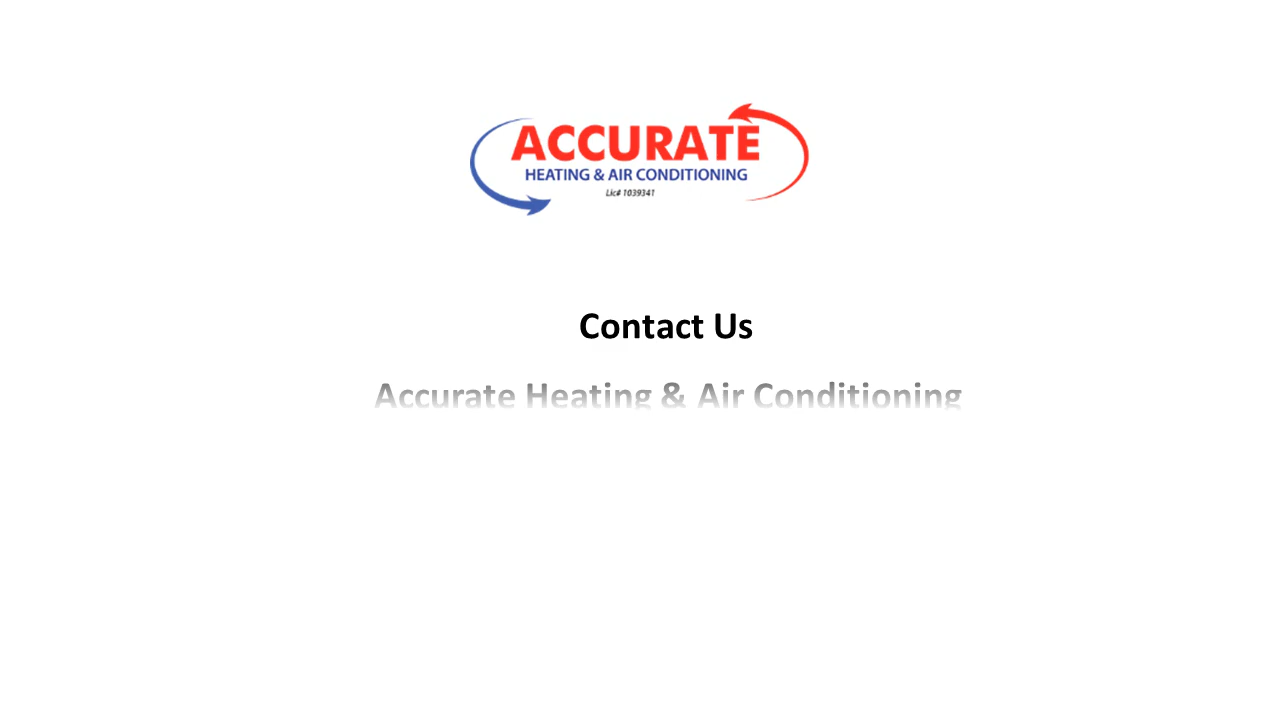 ACCURATE
HEATING & AIR CONDITIONING
Lic# 1039341
Contact Us
Accurate Heating & Air Conditioning